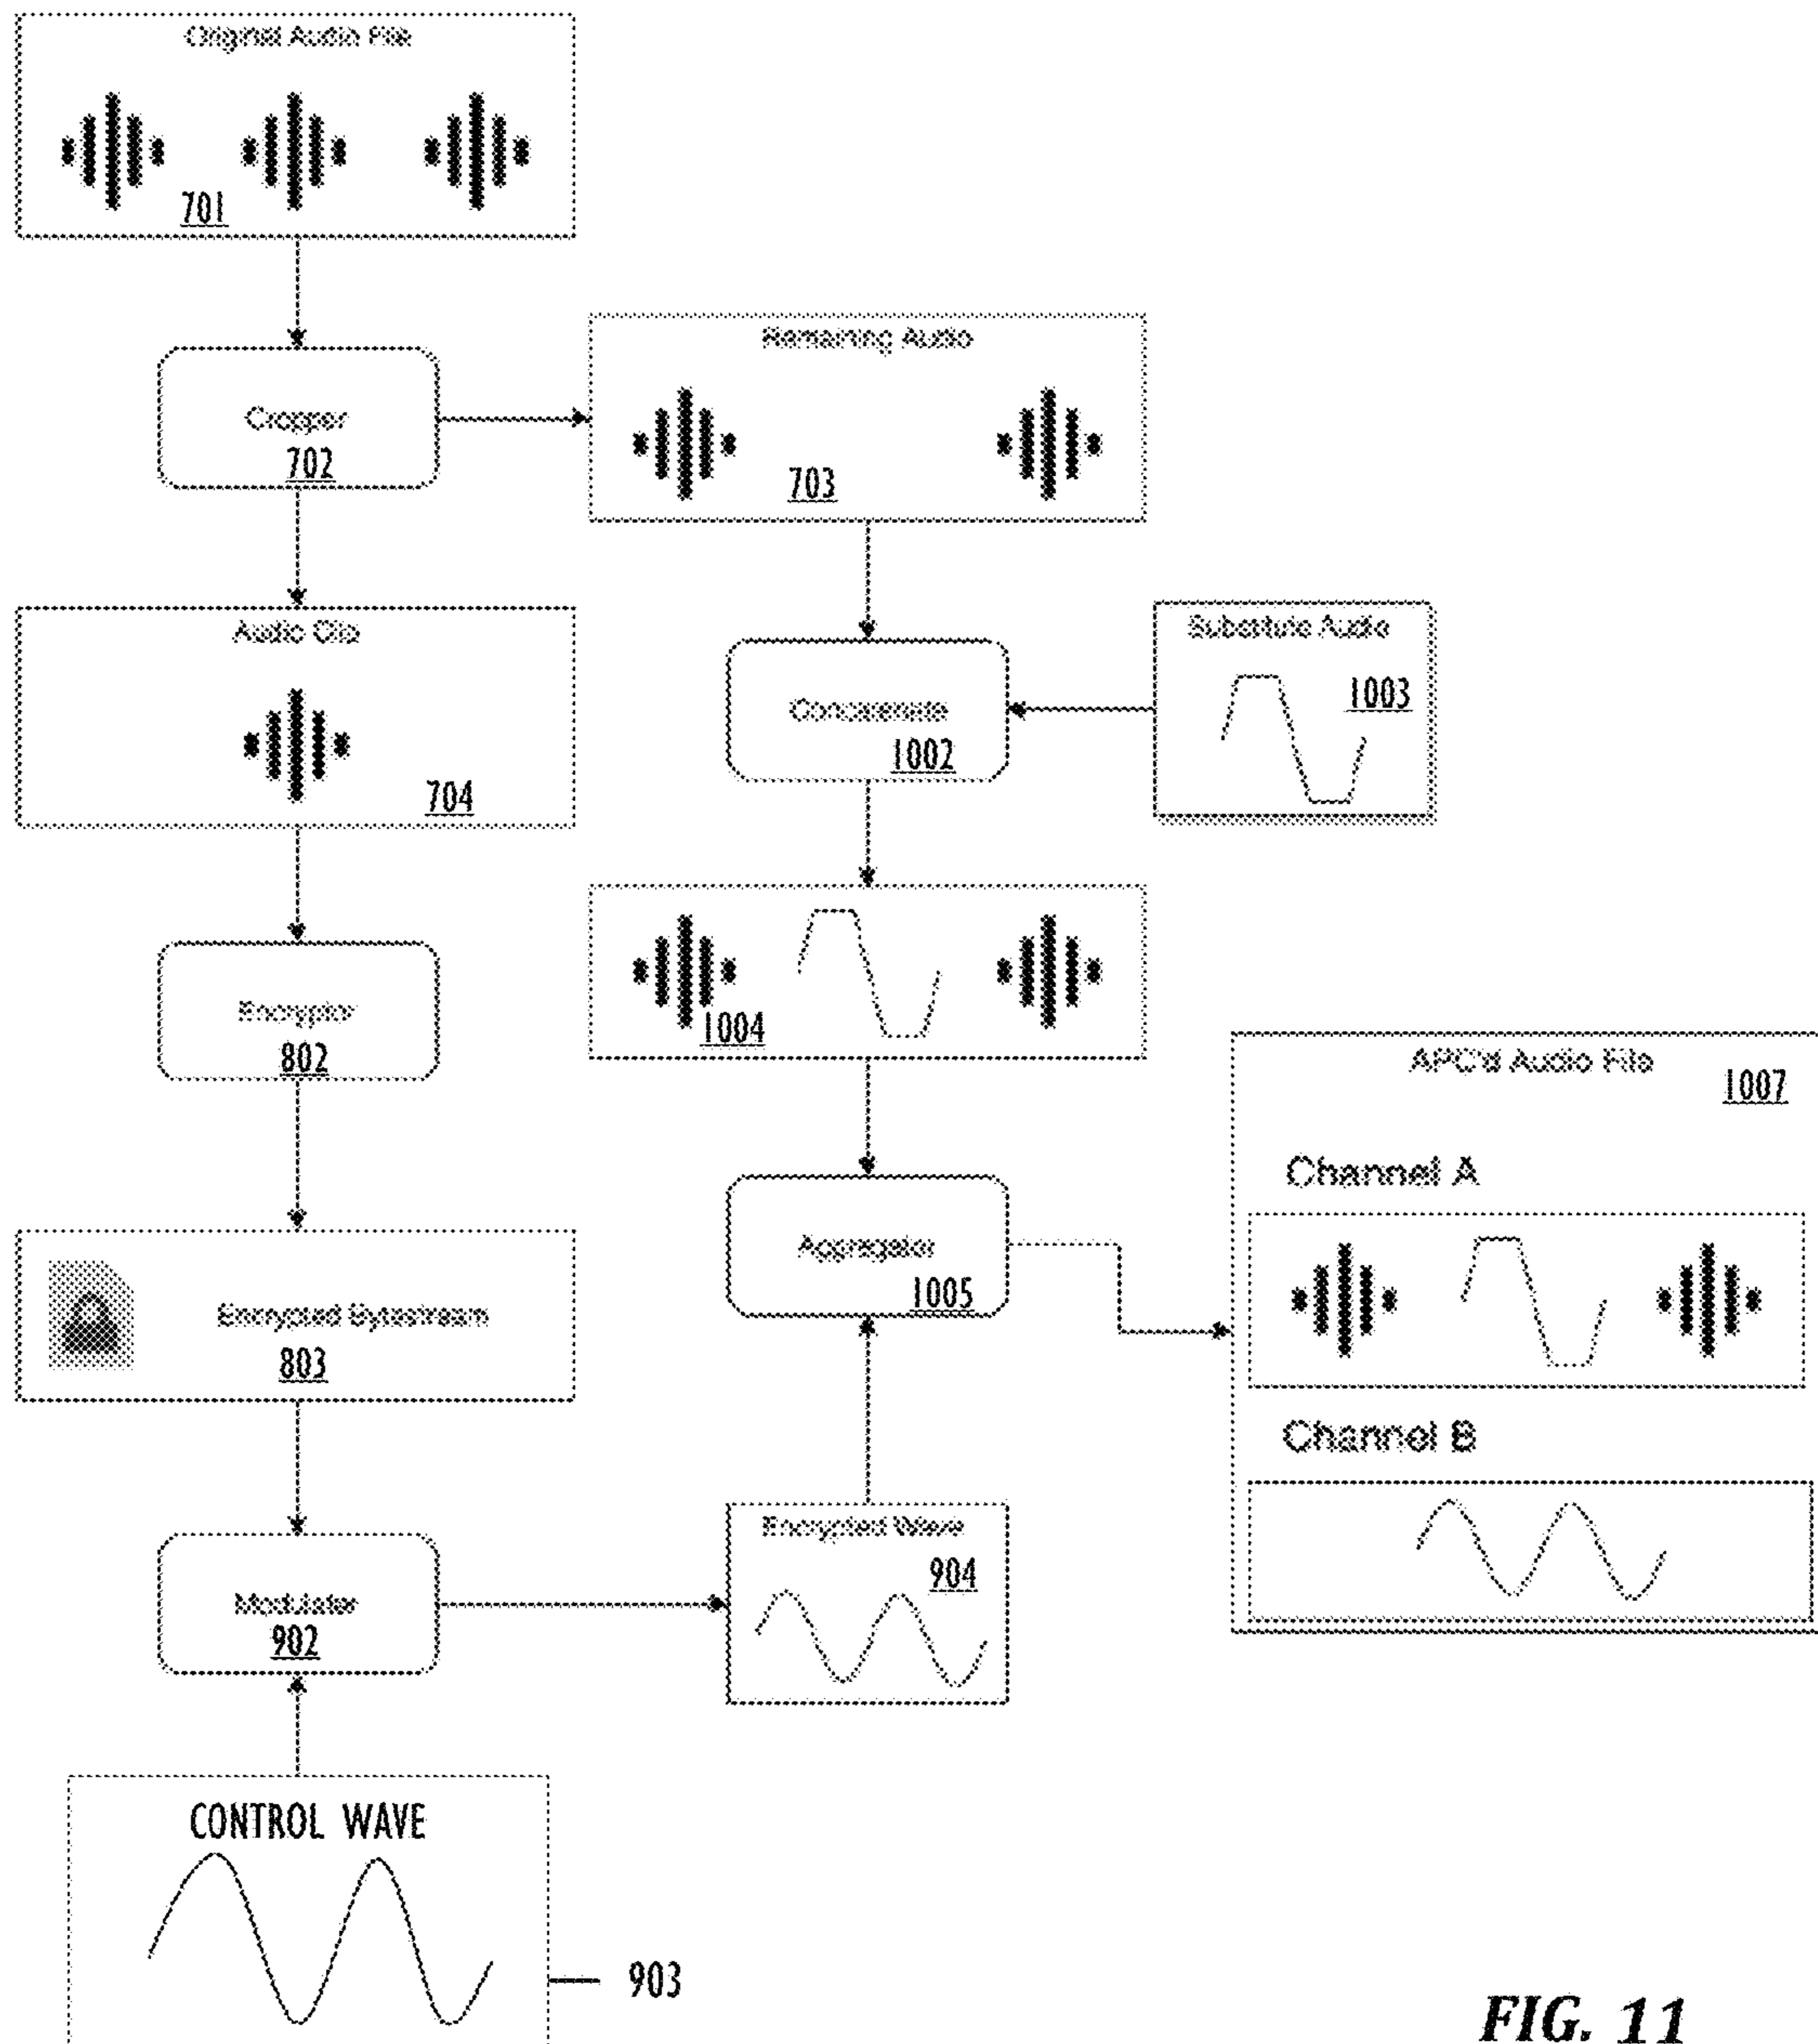 Original Audio File
701
Cropper
702
Remaining Audio
703
Audio Clip
704
Concatenate
1002
Substitute Audio
1003
1004
Encryptor
802
Encrypted Bytestream
803
Aggregator
1005
APC'd Audio File
1007
Channel A
Channel B
Modulater
902
Encrypted Wave
904
CONTROL WAVE
903
FIG. 11